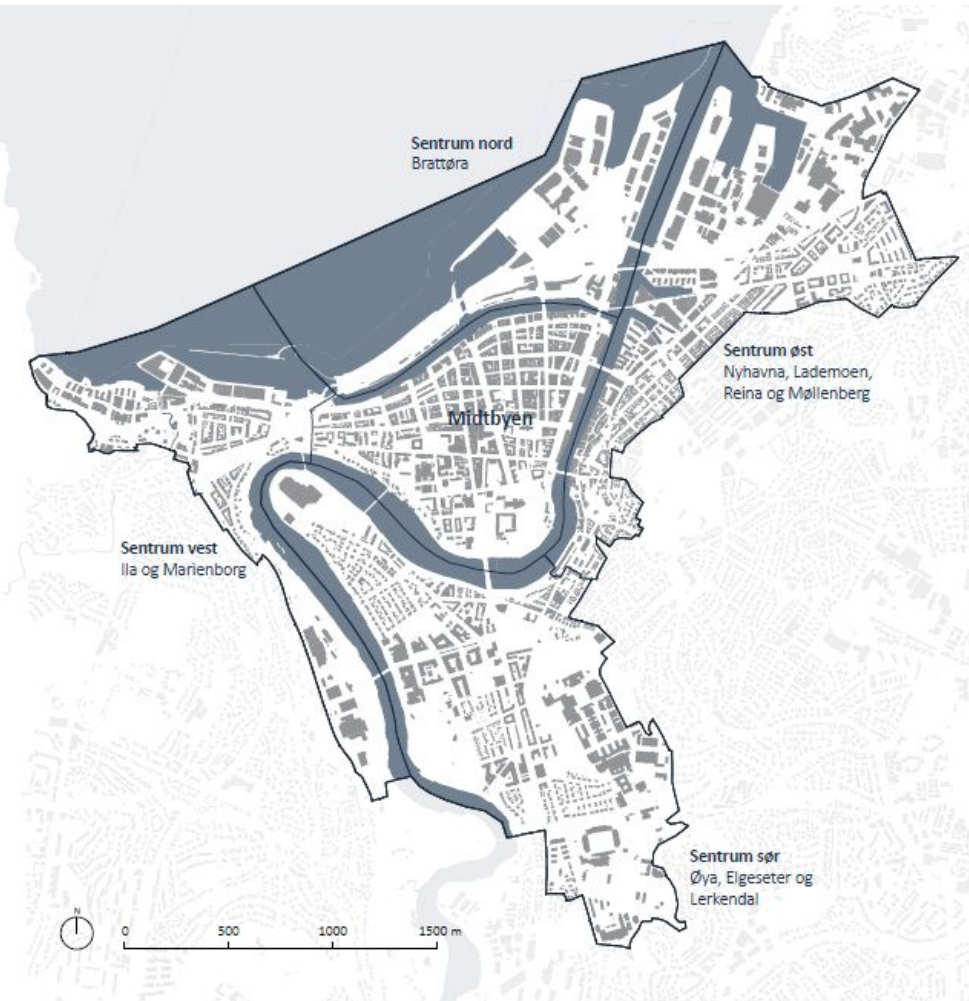 Sentrum nord
Brattøra
Sentrum øst
Nyhavna, Lademoen,
Reina og Møllenberg
Midtbyen
Sentrum vest
Ila og Marienborg
Sentrum sør
Øya, Elgeseter og
Lerkendal
N
0 500 1000 1500 m